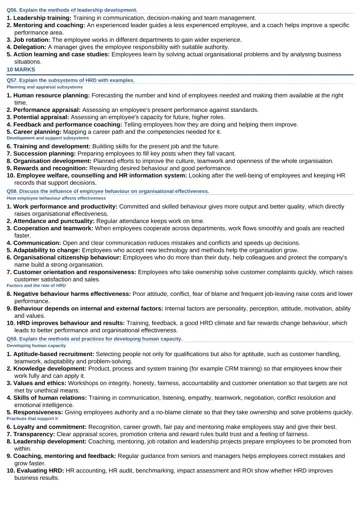 Q56. Explain the methods of leadership development.
1. Leadership training: Training in communication, decision-making and team management.
2. Mentoring and coaching: An experienced leader guides a less experienced employee, and a coach helps improve a specific
performance area.
3. Job rotation: The employee works in different departments to gain wider experience.
4. Delegation: A manager gives the employee responsibility with suitable authority.
5. Action learning and case studies: Employees learn by solving actual organisational problems and by analysing business
situations.
10 MARKS
Q57. Explain the subsystems of HRD with examples.
Planning and appraisal subsystems
1. Human resource planning: Forecasting the number and kind of employees needed and making them available at the right
time.
2. Performance appraisal: Assessing an employee's present performance against standards.
3. Potential appraisal: Assessing an employee's capacity for future, higher roles.
4. Feedback and performance coaching: Telling employees how they are doing and helping them improve.
5. Career planning: Mapping a career path and the competencies needed for it.
Development and support subsystems
6. Training and development: Building skills for the present job and the future.
7. Succession planning: Preparing employees to fill key posts when they fall vacant.
8. Organisation development: Planned efforts to improve the culture, teamwork and openness of the whole organisation.
9. Rewards and recognition: Rewarding desired behaviour and good performance.
10. Employee welfare, counselling and HR information system: Looking after the well-being of employees and keeping HR
records that support decisions.
Q58. Discuss the influence of employee behaviour on organisational effectiveness.
How employee behaviour affects effectiveness
1. Work performance and productivity: Committed and skilled behaviour gives more output and better quality, which directly
raises organisational effectiveness.
2. Attendance and punctuality: Regular attendance keeps work on time.
3. Cooperation and teamwork: When employees cooperate across departments, work flows smoothly and goals are reached
faster.
4. Communication: Open and clear communication reduces mistakes and conflicts and speeds up decisions.
5. Adaptability to change: Employees who accept new technology and methods help the organisation grow.
6. Organisational citizenship behaviour: Employees who do more than their duty, help colleagues and protect the company's
name build a strong organisation.
7. Customer orientation and responsiveness: Employees who take ownership solve customer complaints quickly, which raises
customer satisfaction and sales.
Factors and the role of HRD
8. Negative behaviour harms effectiveness: Poor attitude, conflict, fear of blame and frequent job-leaving raise costs and lower
performance.
9. Behaviour depends on internal and external factors: Internal factors are personality, perception, attitude, motivation, ability
and values.
10. HRD improves behaviour and results: Training, feedback, a good HRD climate and fair rewards change behaviour, which
leads to better performance and organisational effectiveness.
Q59. Explain the methods and practices for developing human capacity.
Developing human capacity
1. Aptitude-based recruitment: Selecting people not only for qualifications but also for aptitude, such as customer handling,
teamwork, adaptability and problem-solving.
2. Knowledge development: Product, process and system training (for example CRM training) so that employees know their
work fully and can apply it.
3. Values and ethics: Workshops on integrity, honesty, fairness, accountability and customer orientation so that targets are not
met by unethical means.
4. Skills of human relations: Training in communication, listening, empathy, teamwork, negotiation, conflict resolution and
emotional intelligence.
5. Responsiveness: Giving employees authority and a no-blame climate so that they take ownership and solve problems quickly.
Practices that support it
6. Loyalty and commitment: Recognition, career growth, fair pay and mentoring make employees stay and give their best.
7. Transparency: Clear appraisal scores, promotion criteria and reward rules build trust and a feeling of fairness.
8. Leadership development: Coaching, mentoring, job rotation and leadership projects prepare employees to be promoted from
within.
9. Coaching, mentoring and feedback: Regular guidance from seniors and managers helps employees correct mistakes and
grow faster.
10. Evaluating HRD: HR accounting, HR audit, benchmarking, impact assessment and ROI show whether HRD improves
business results.